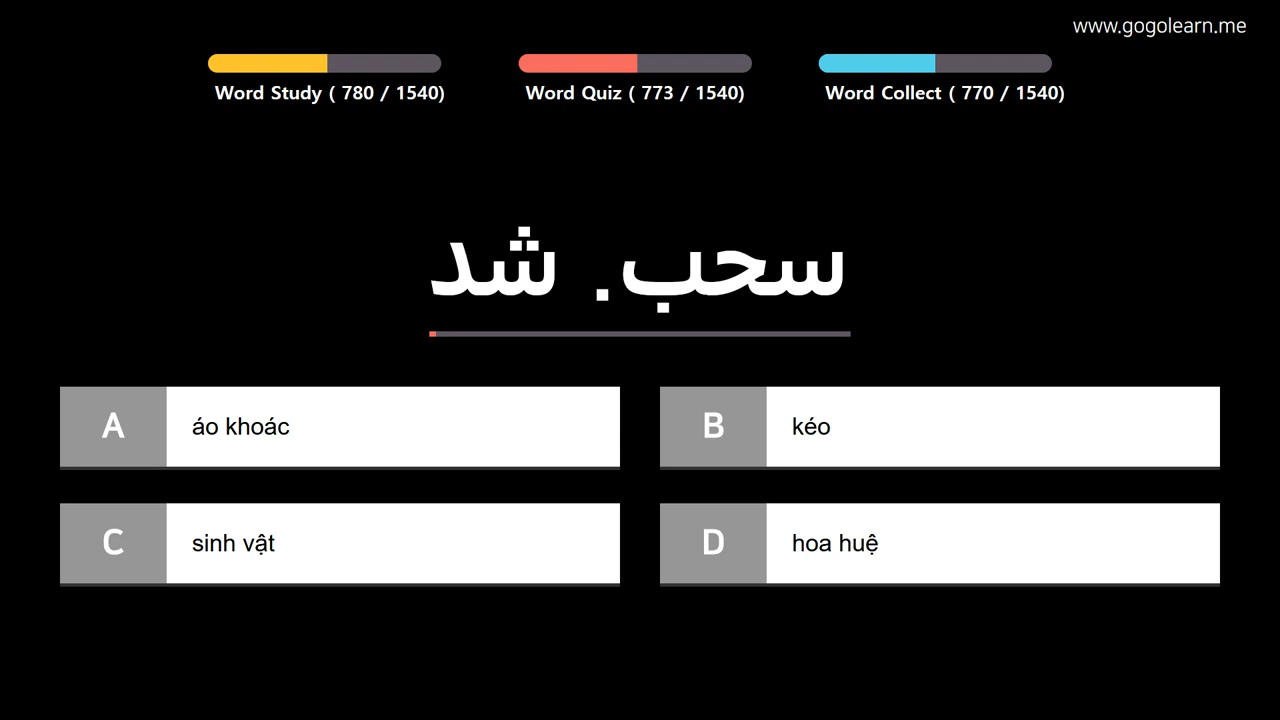 www.gogolearn.me
Word Study ( 780 / 1540)
Word Quiz ( 773 / 1540)
Word Collect ( 770 / 1540)
سحب. شد
A áo khoác
B kéo
C sinh vật
D hoa huệ